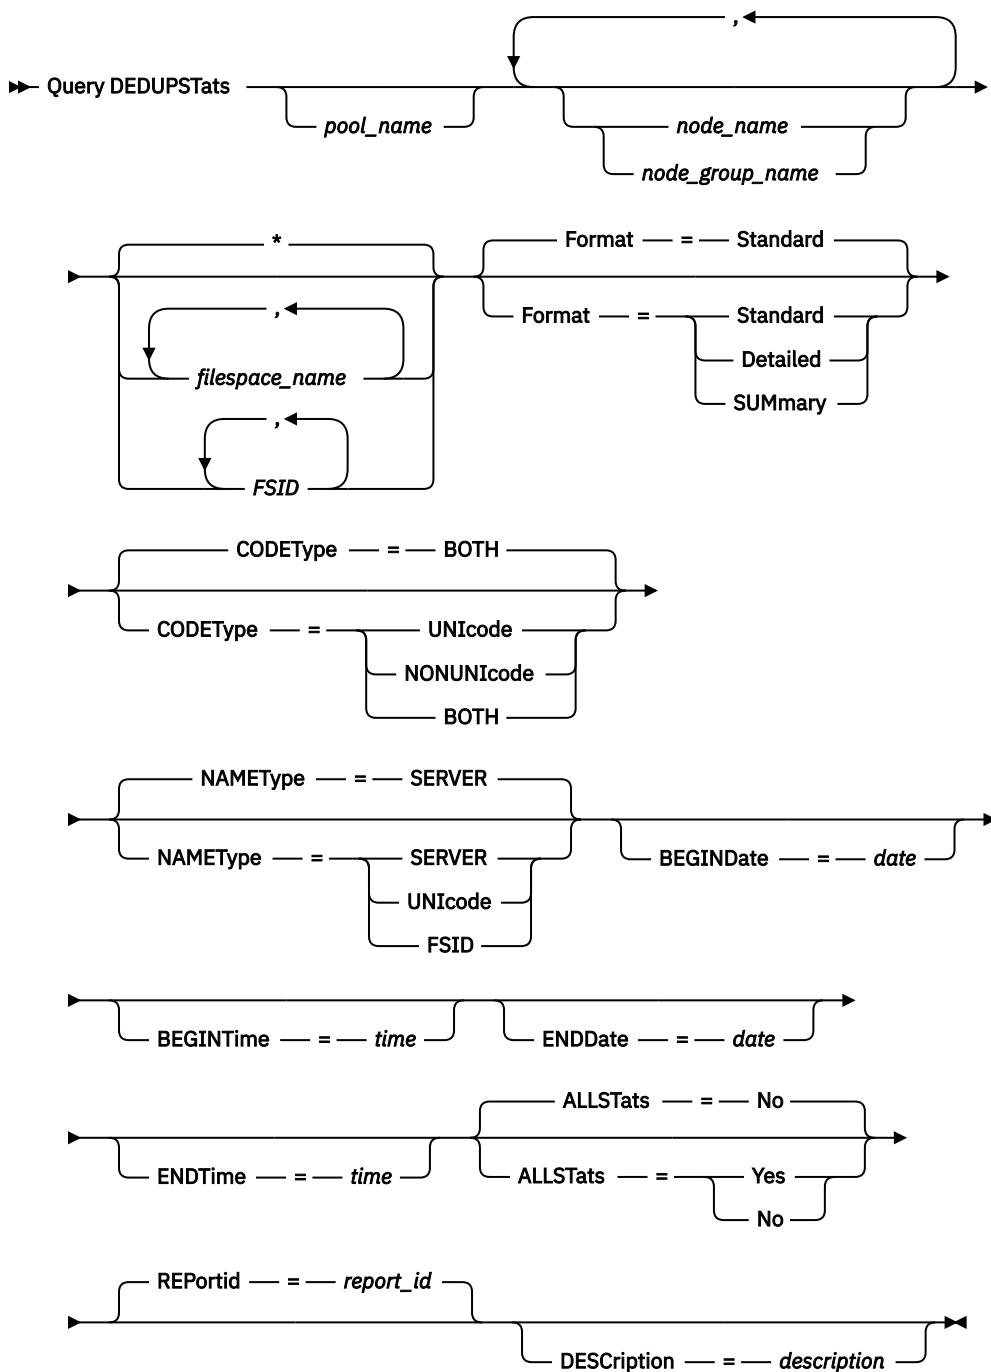 ,
Query DEDUPSTats
pool_name
node_name
node_group_name
*
,
filespace_name
,
FSID
Format = Standard
Format = Standard
Detailed
SUMmary
CODEType = BOTH
CODEType = UNIcode
NONUNIcode
BOTH
NAMEType = SERVER
NAMEType = SERVER
UNIcode
FSID
BEGINDate = date
BEGINTime = time
ENDDate = date
ENDTime = time
ALLSTats = No
ALLSTats = Yes
No
REPortid = report_id
DESCription = description